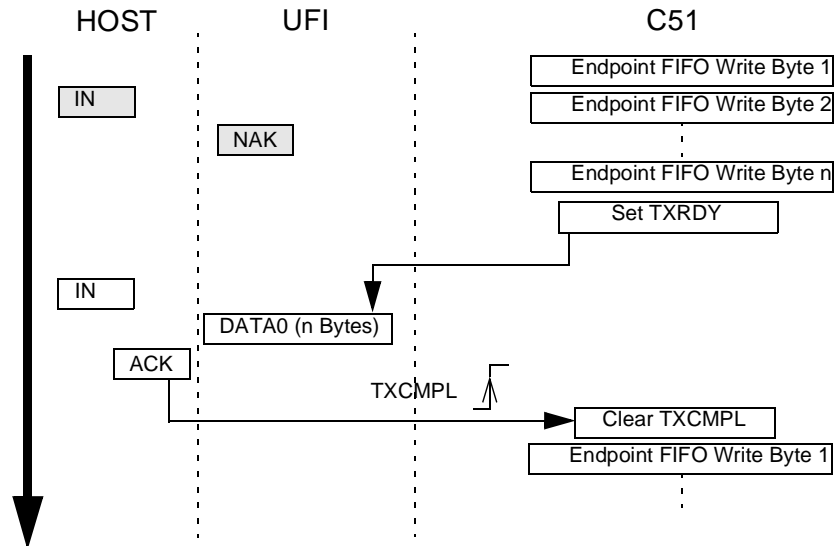 HOST UFI C51
Endpoint FIFO Write Byte 1
IN
Endpoint FIFO Write Byte 2
NAK
Endpoint FIFO Write Byte n
Set TXRDY
IN
DATA0 (n Bytes)
ACK
TXCMPL
Clear TXCMPL
Endpoint FIFO Write Byte 1